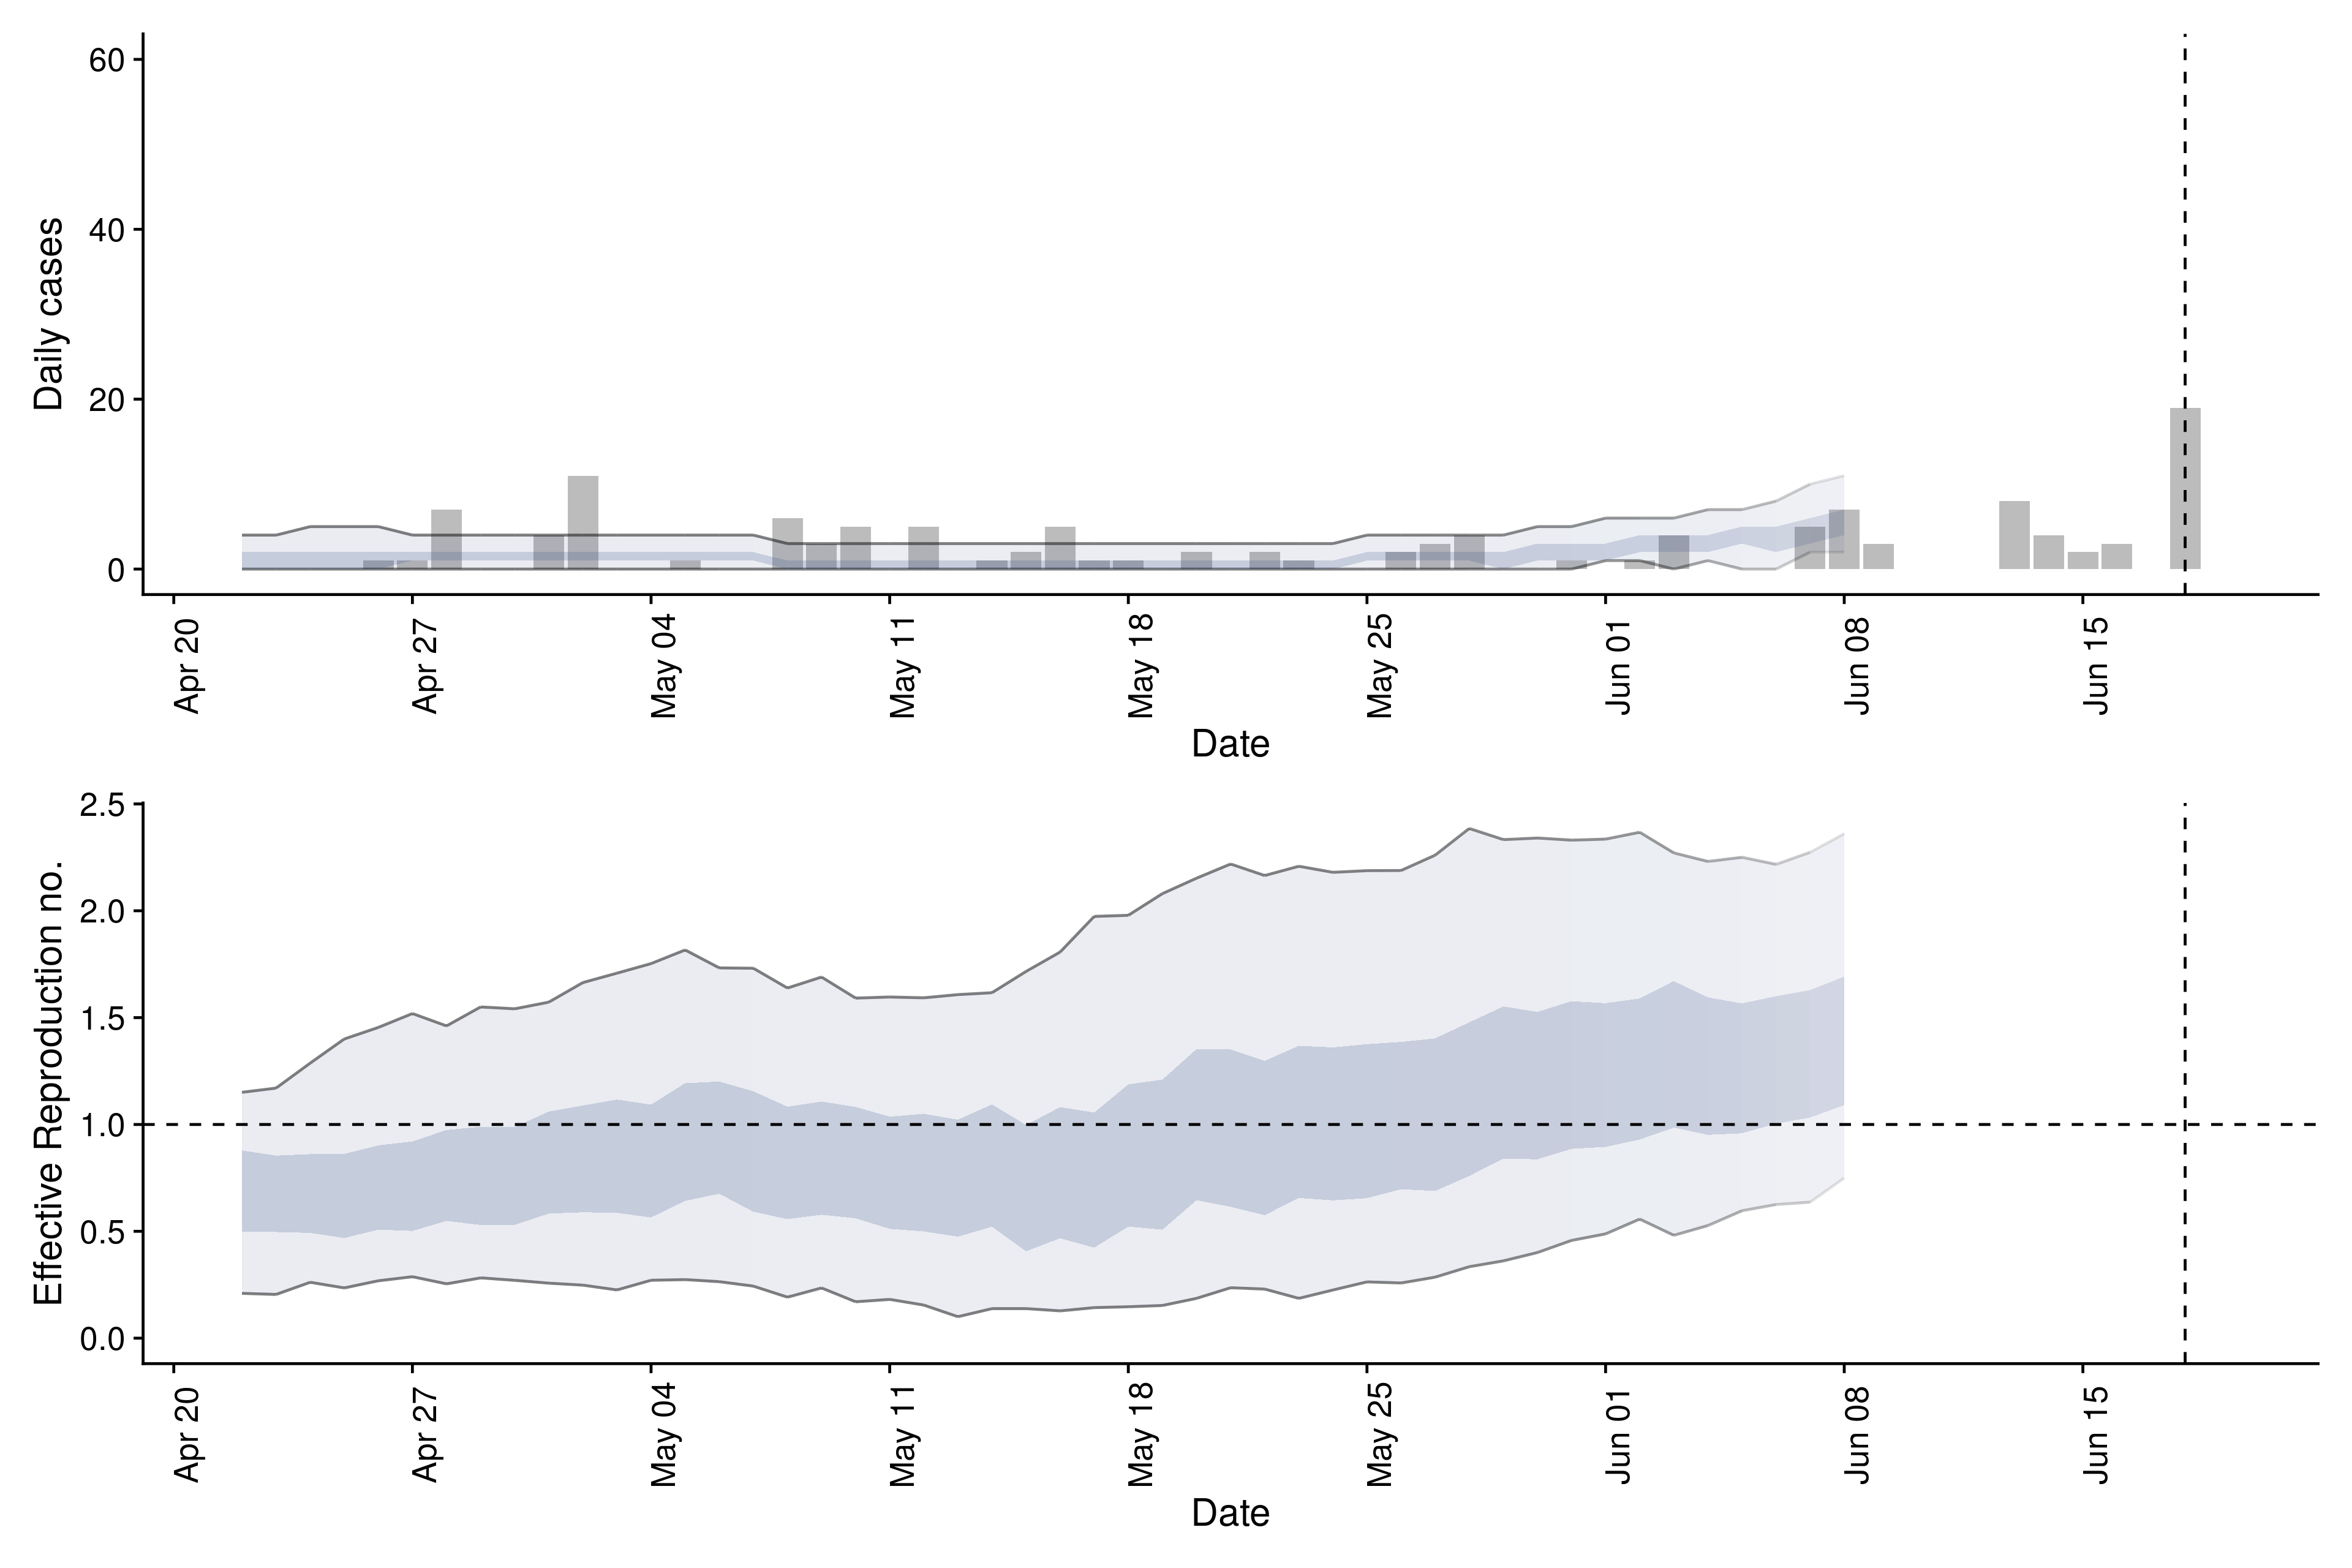 Daily cases
60
40
20
0
Apr 20
Apr 27
May 04
May 11
May 18
May 25
Jun 01
Jun 08
Jun 15
Date
Effective Reproduction no.
2.5
2.0
1.5
1.0
0.5
0.0
Apr 20
Apr 27
May 04
May 11
May 18
May 25
Jun 01
Jun 08
Jun 15
Date